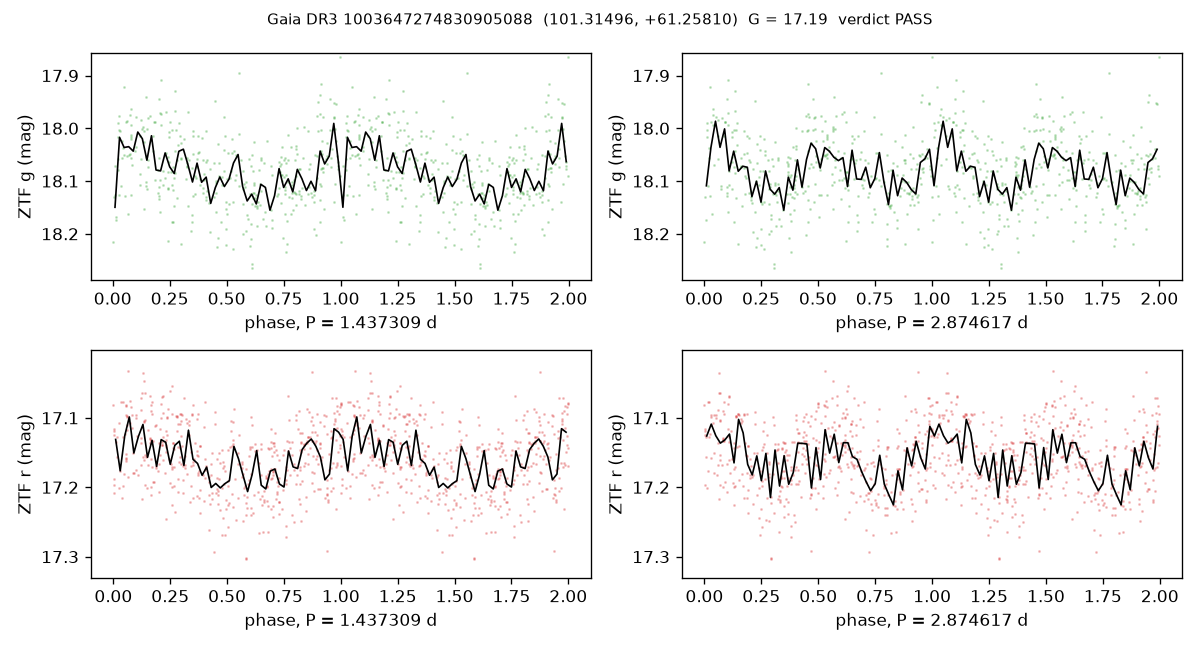 Gaia DR3 1003647274830905088  (101.31496, +61.25810)  G = 17.19  verdict PASS
ZTF g (mag)
17.9
18.0
18.1
18.2
0.00 0.25 0.50 0.75 1.00 1.25 1.50 1.75 2.00
phase, P = 1.437309 d
ZTF g (mag)
17.9
18.0
18.1
18.2
0.00 0.25 0.50 0.75 1.00 1.25 1.50 1.75 2.00
phase, P = 2.874617 d
ZTF r (mag)
17.1
17.2
17.3
0.00 0.25 0.50 0.75 1.00 1.25 1.50 1.75 2.00
phase, P = 1.437309 d
ZTF r (mag)
17.1
17.2
17.3
0.00 0.25 0.50 0.75 1.00 1.25 1.50 1.75 2.00
phase, P = 2.874617 d